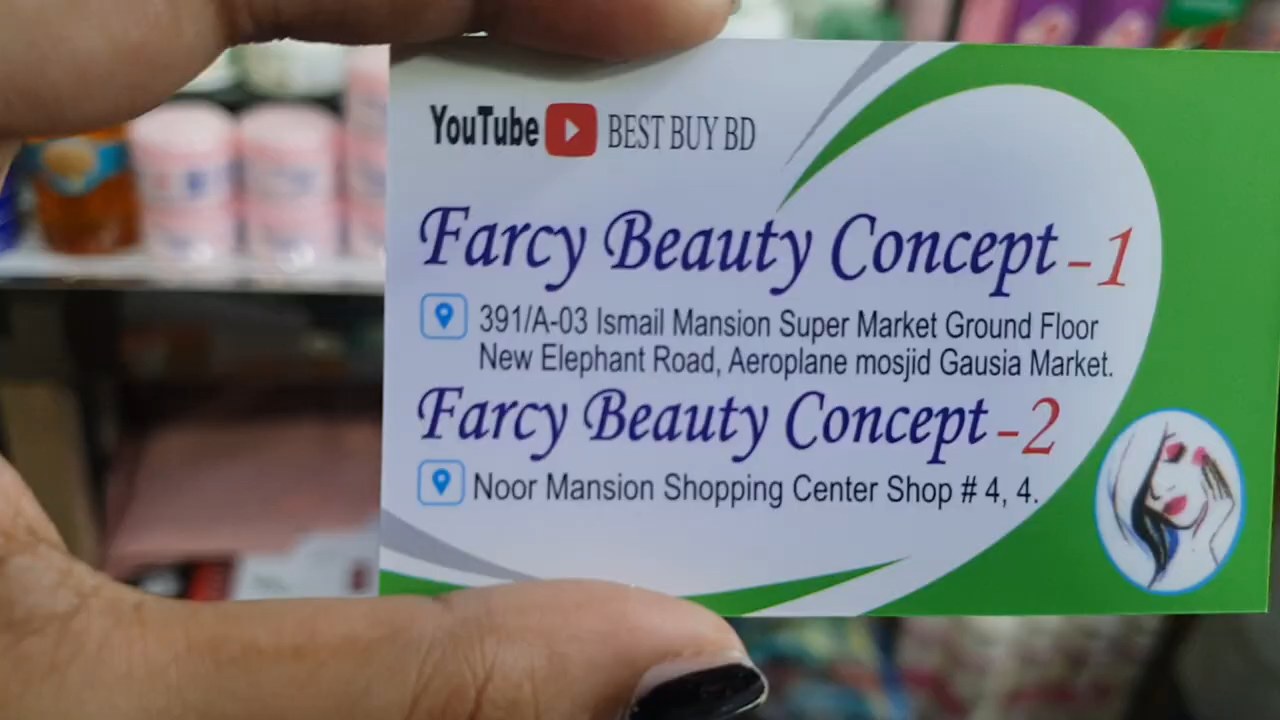 YouTube BEST BUY BD
Farcy Beauty Concept -1
391/A-03 Ismail Mansion Super Market Ground Floor
New Elephant Road, Aeroplane mosjid Gausia Market.
Farcy Beauty Concept -2
Noor Mansion Shopping Center Shop # 4, 4.